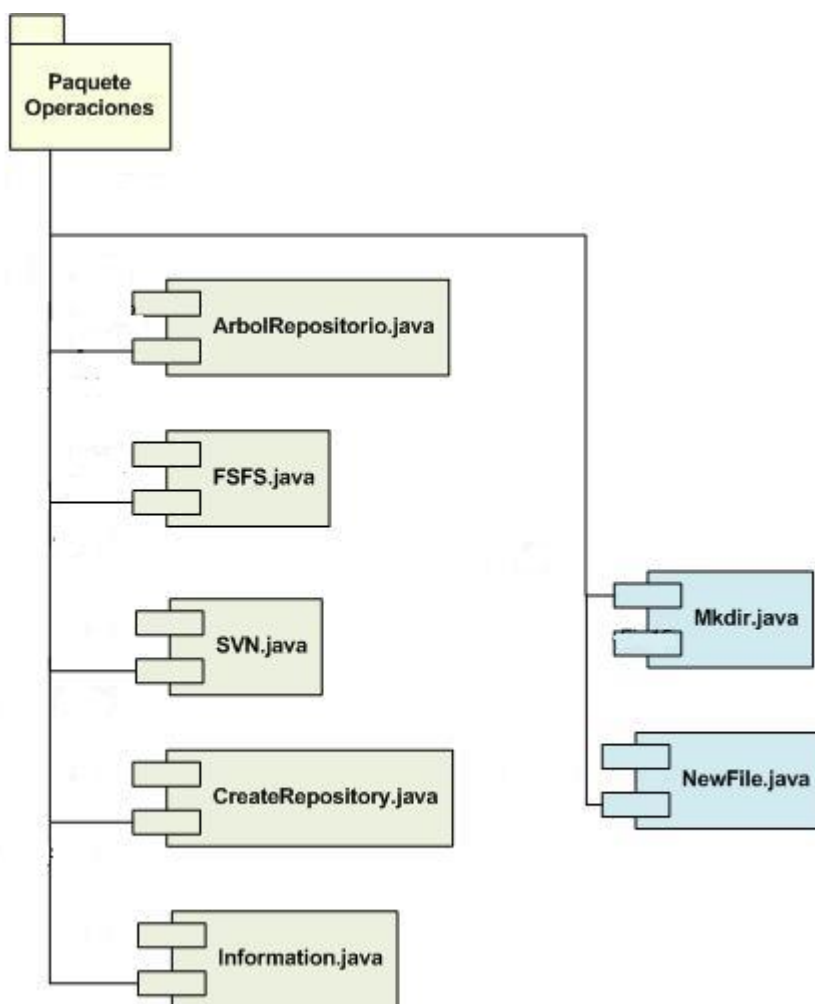 Paquete
Operaciones
ArbolRepositorio.java
FSFS.java
SVN.java
CreateRepository.java
Information.java
Mkdir.java
NewFile.java